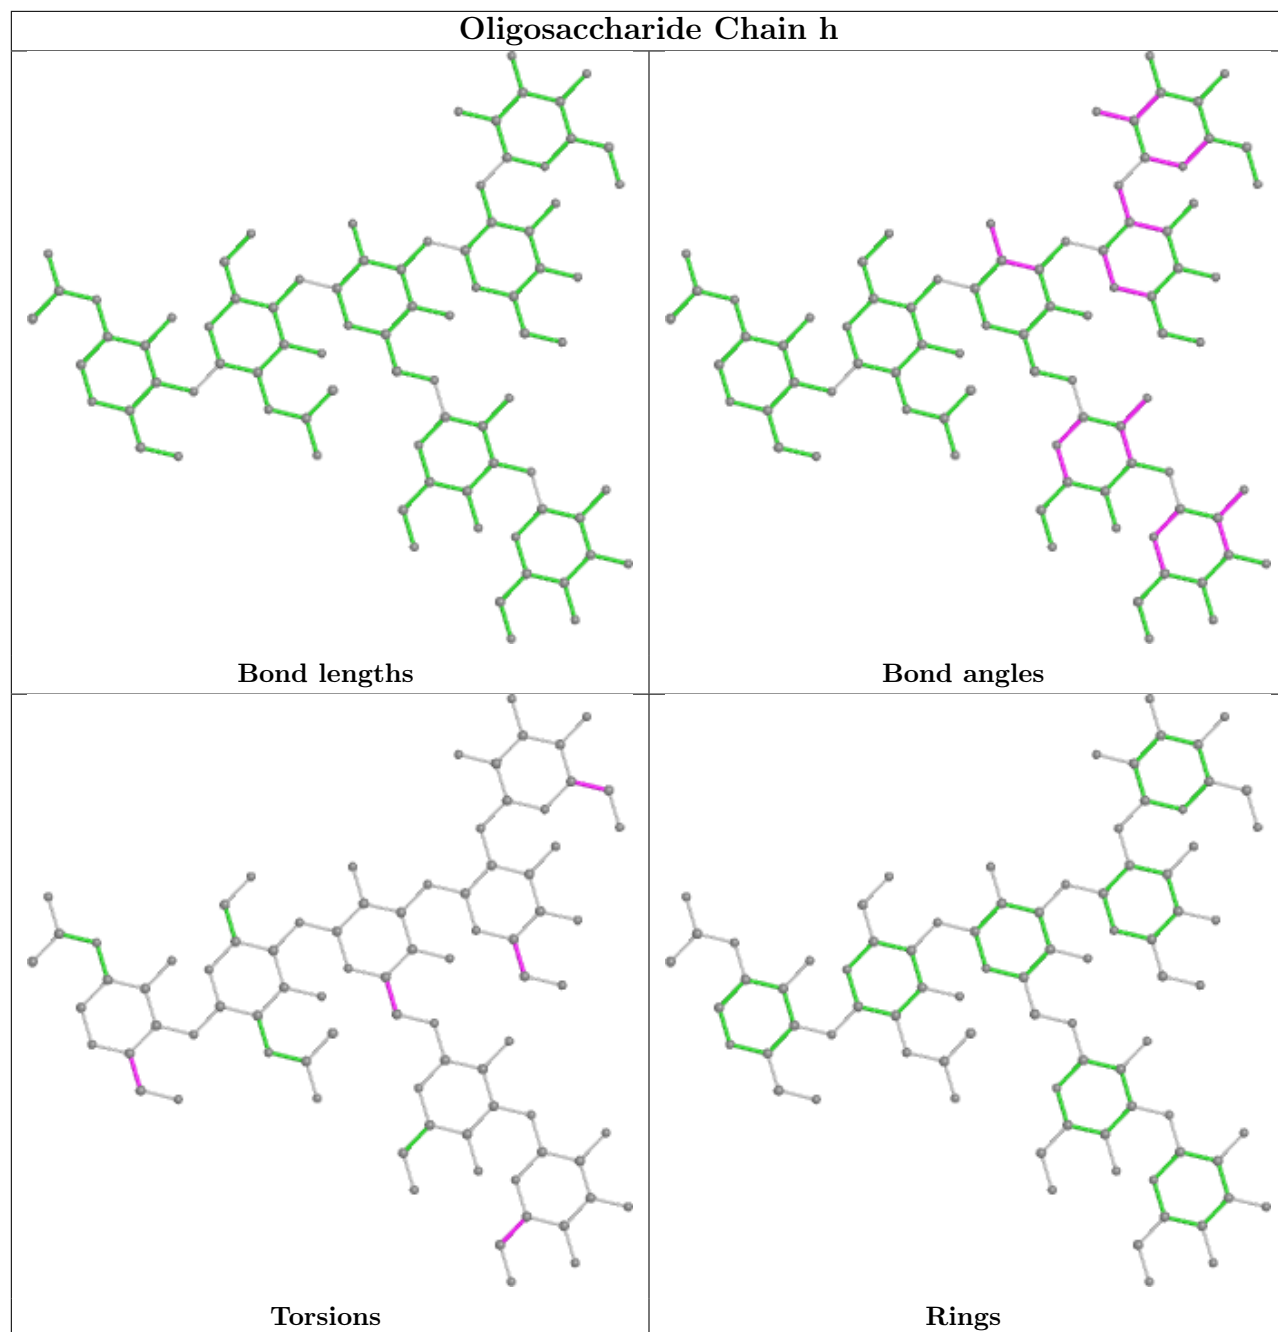 Oligosaccharide Chain h
Bond lengths
Bond angles
Torsions
Rings